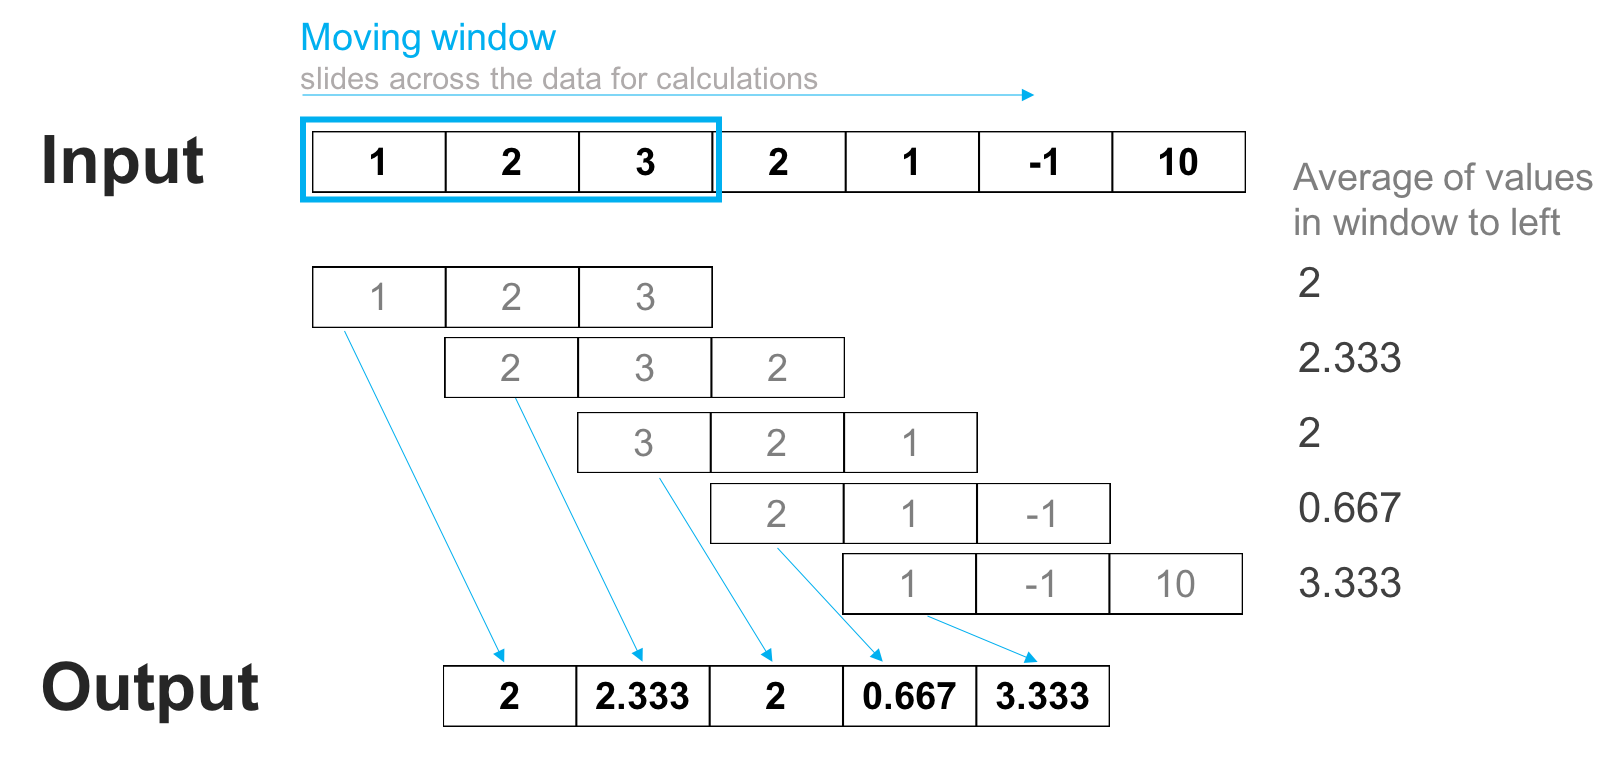 Moving window
slides across the data for calculations
Input
1 2 3 2 1 -1 10
Average of values
in window to left
1 2 3
2
2 3 2
2.333
3 2 1
2
2 1 -1
0.667
1 -1 10
3.333
Output
2 2.333 2 0.667 3.333